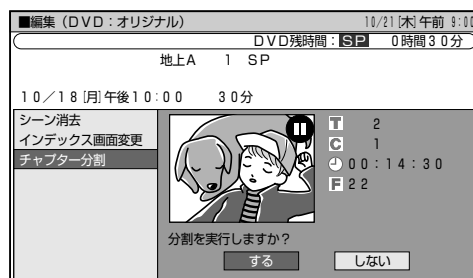 ■編集（DVD：オリジナル） 10/21[木]午前 9:00
DVD残時間：SP 0時間30分
地上A 1 SP
10／18[月]午後10:00 30分
シーン消去
インデックス画面変更
チャプター分割
T 2
C 1
00：14：30
F 22
分割を実行しますか？
する しない